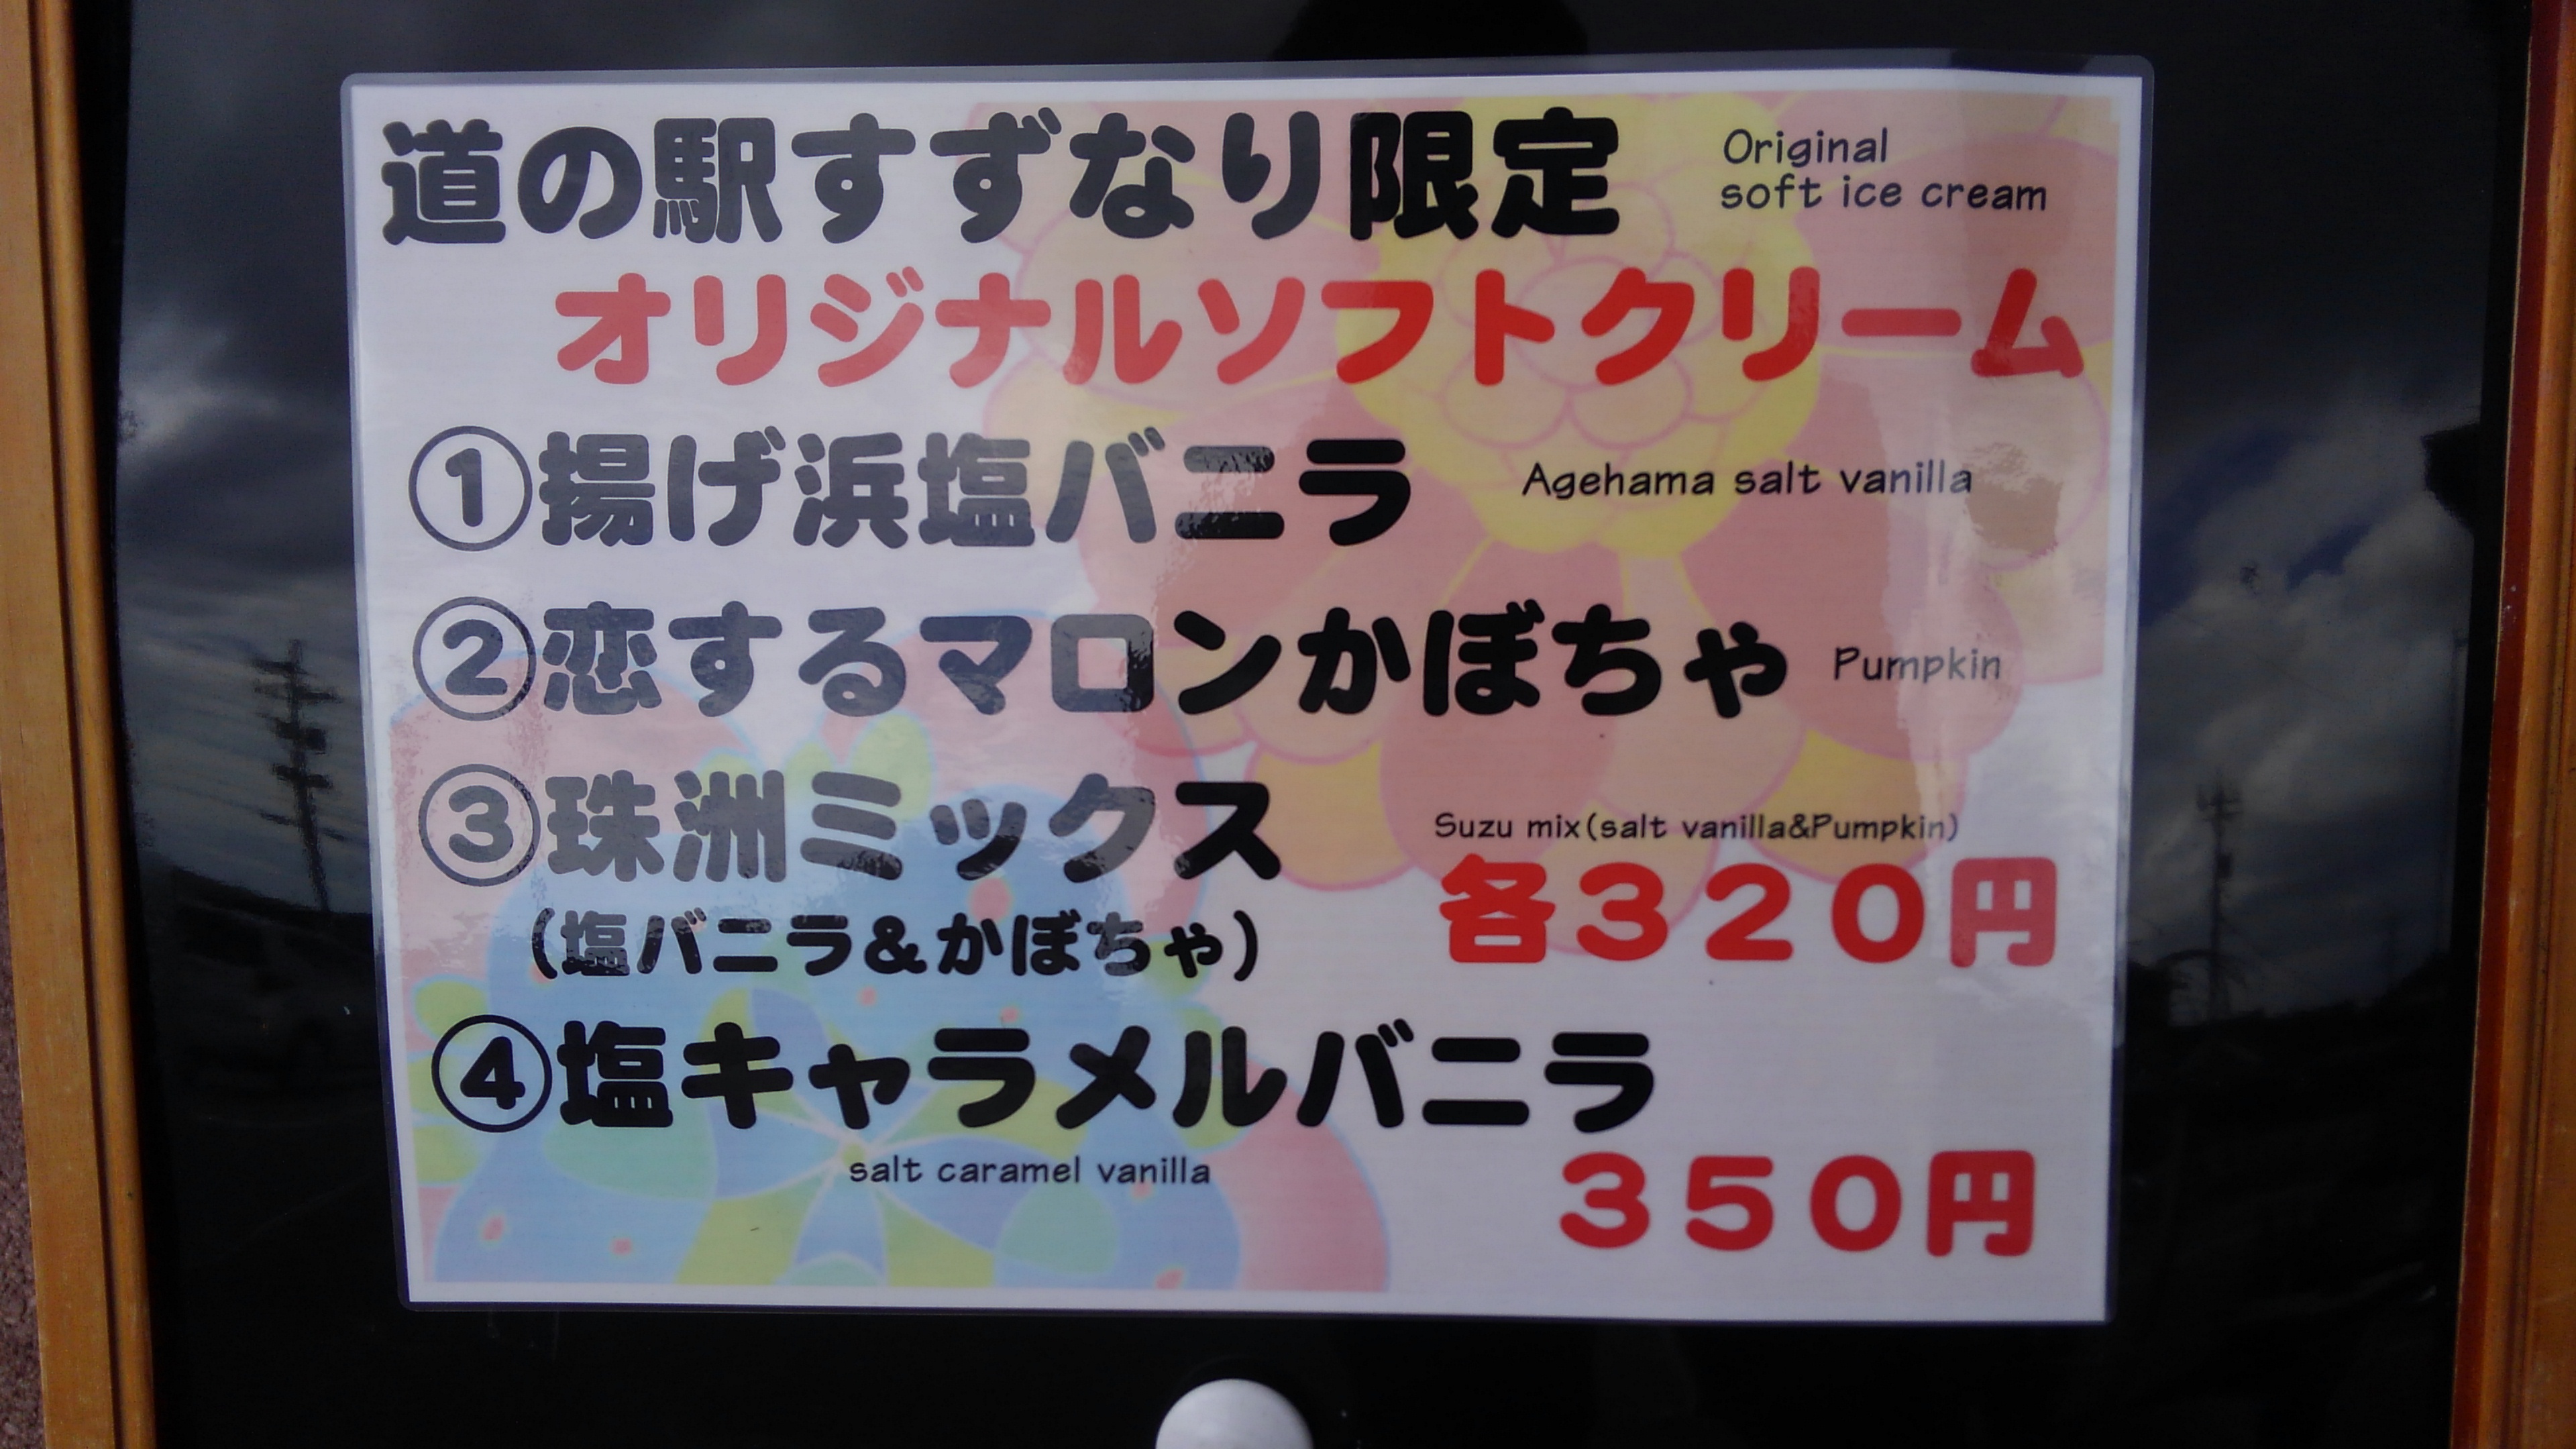 道の駅すずなり限定
Original
soft ice cream
オリジナルソフトクリーム
①揚げ浜塩バニラ Agehama salt vanilla
②恋するマロンかぼちゃ Pumpkin
③珠洲ミックス Suzu mix(salt vanilla&Pumpkin)
(塩バニラ&かぼちゃ) 各３２０円
④塩キャラメルバニラ
salt caramel vanilla
３５０円